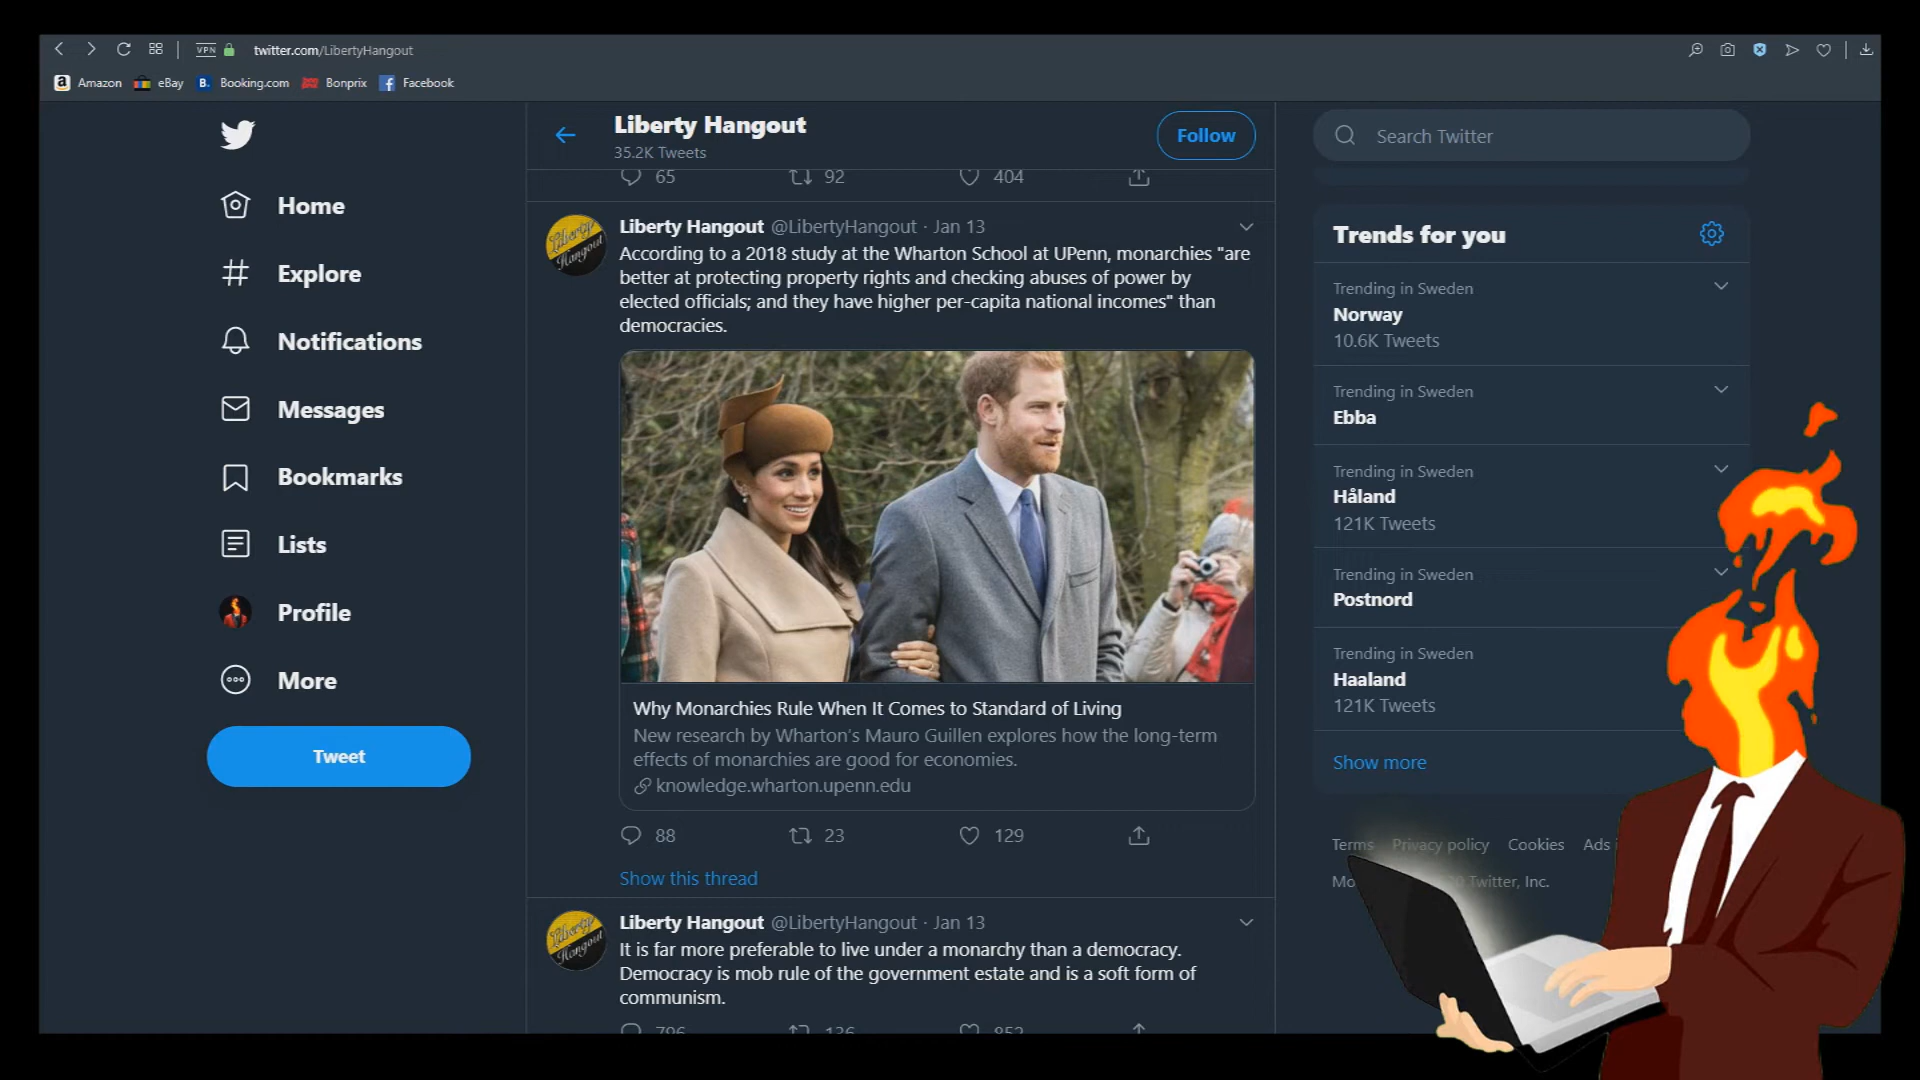 VPN twitter.com/LibertyHangout
Amazon eBay Booking.com Bonprix Facebook
Home
Explore
Notifications
Messages
Bookmarks
Lists
Profile
More
Tweet
Liberty Hangout
35.2K Tweets
Follow
65 92 404
Liberty Hangout @LibertyHangout · Jan 13
According to a 2018 study at the Wharton School at UPenn, monarchies "are
better at protecting property rights and checking abuses of power by
elected officials; and they have higher per-capita national incomes" than
democracies.
Why Monarchies Rule When It Comes to Standard of Living
New research by Wharton's Mauro Guillen explores how the long-term
effects of monarchies are good for economies.
knowledge.wharton.upenn.edu
88 23 129
Show this thread
Liberty Hangout @LibertyHangout · Jan 13
It is far more preferable to live under a monarchy than a democracy.
Democracy is mob rule of the government estate and is a soft form of
communism.
796 136 852
Search Twitter
Trends for you
Trending in Sweden
Norway
10.6K Tweets
Trending in Sweden
Ebba
Trending in Sweden
Håland
121K Tweets
Trending in Sweden
Postnord
Trending in Sweden
Haaland
121K Tweets
Show more
Terms Privacy policy Cookies Ads
Mo Twitter, Inc.